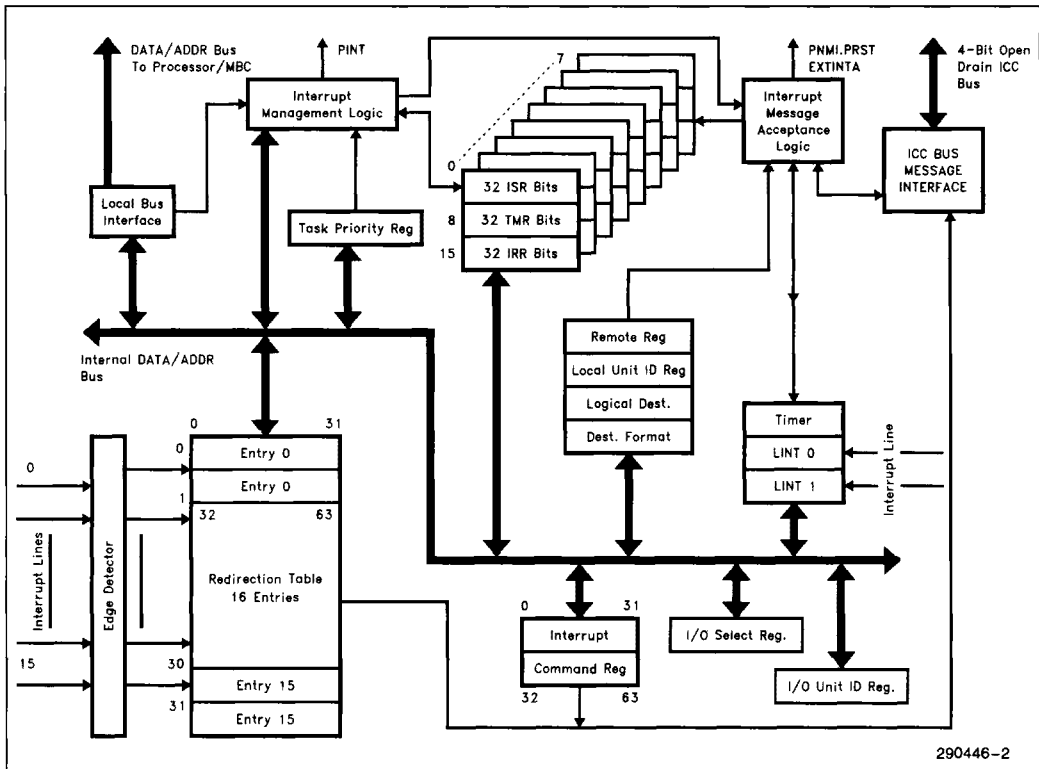 DATA/ADDR Bus
To Processor/MBC
PINT
7
PNMI.PRST
EXTINTA
4-Bit Open
Drain ICC
Bus
Interrupt
Management Logic
Interrupt
Message
Acceptance
Logic
ICC BUS
MESSAGE
INTERFACE
Local Bus
Interface
Task Priority Reg
0
32 ISR Bits
8
32 TMR Bits
15
32 IRR Bits
Internal DATA/ADDR
Bus
Remote Reg
Local Unit ID Reg
Logical Dest.
Dest. Format
Timer
LINT 0
LINT 1
Interrupt Line
0
31
0
Entry 0
Entry 0
1
32
63
0
Interrupt Lines
15
Edge Detector
Redirection Table
16 Entries
30
Entry 15
31
Entry 15
0
31
Interrupt
Command Reg
32
63
I/O Select Reg.
I/O Unit ID Reg.
290446-2